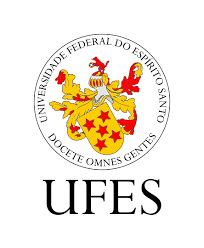 UNIVERSIDADE FEDERAL DO ESPÍRITO SANTO
DOCETE OMNES GENTES
UFES